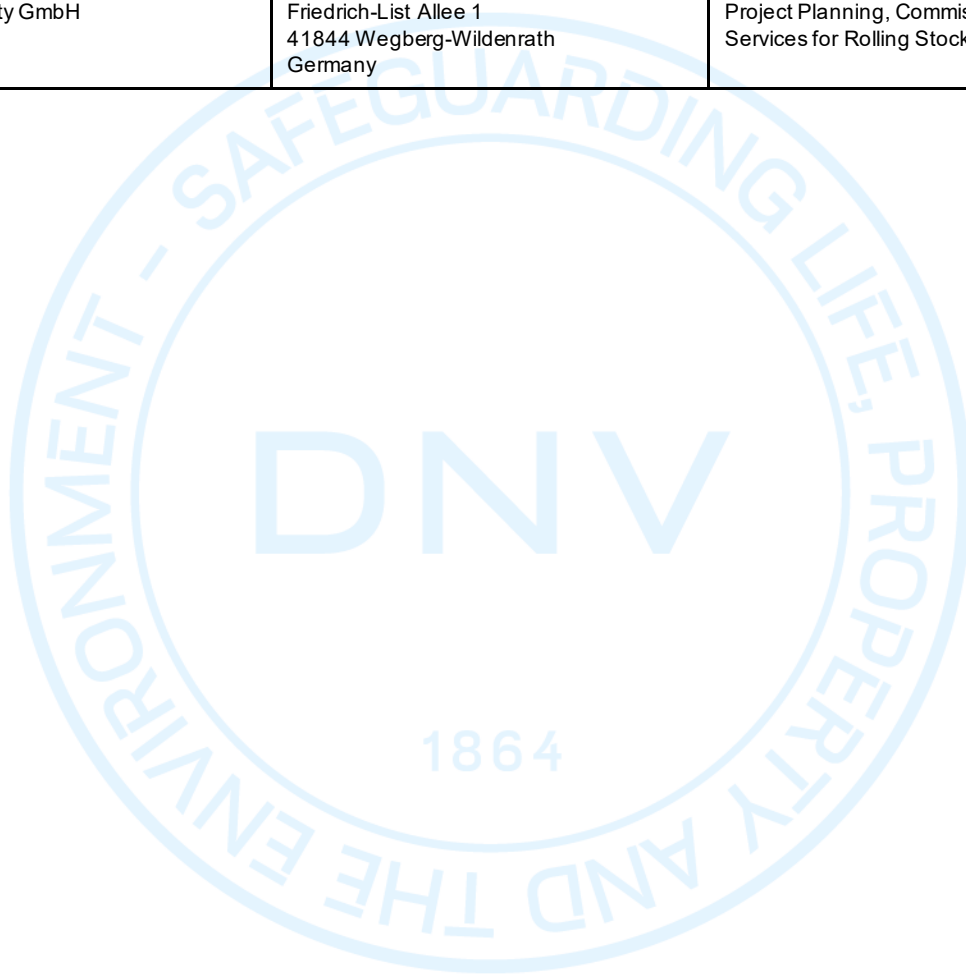 ty GmbH
Friedrich-List Allee 1
41844 Wegberg-Wildenrath
Germany
Project Planning, Commis
Services for Rolling Stock
SAFEGUARDING LIFE, PROPERTY AND THE ENVIRONMENT –
DNV
1864